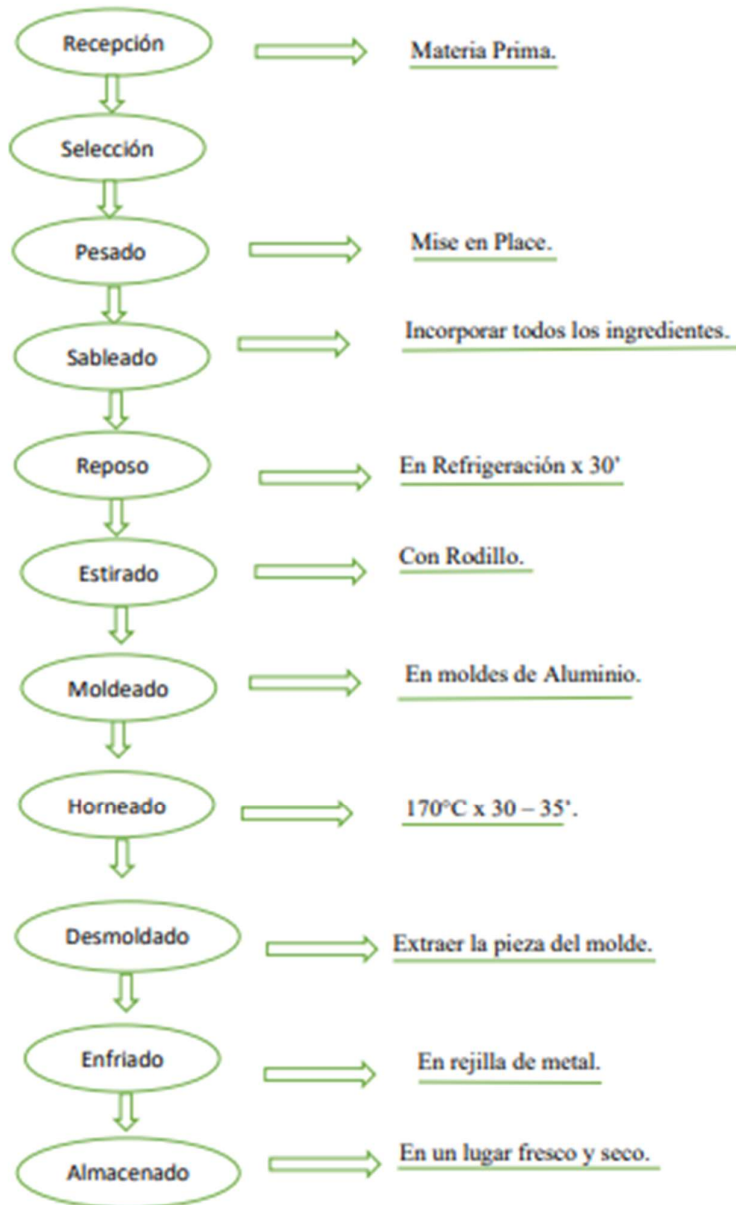 Recepción
Materia Prima.
Selección
Pesado
Mise en Place.
Sableado
Incorporar todos los ingredientes.
Reposo
En Refrigeración x 30’
Estirado
Con Rodillo.
Moldeado
En moldes de Aluminio.
Horneado
170°C x 30 – 35‘.
Desmoldado
Extraer la pieza del molde.
Enfriado
En rejilla de metal.
Almacenado
En un lugar fresco y seco.